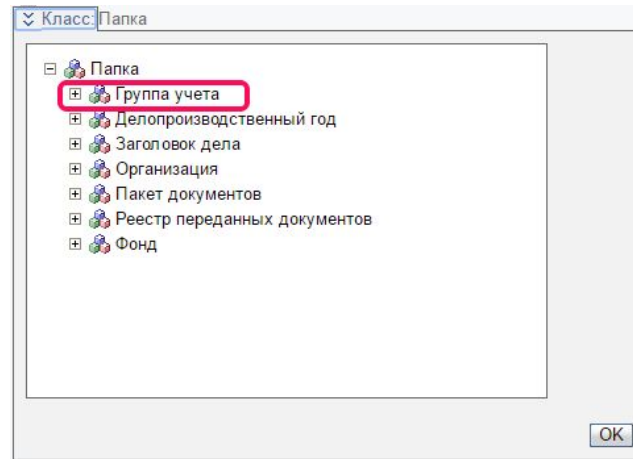 Класс: Папка
Папка
Группа учета
Делопроизводственный год
Заголовок дела
Организация
Пакет документов
Реестр переданных документов
Фонд
OK